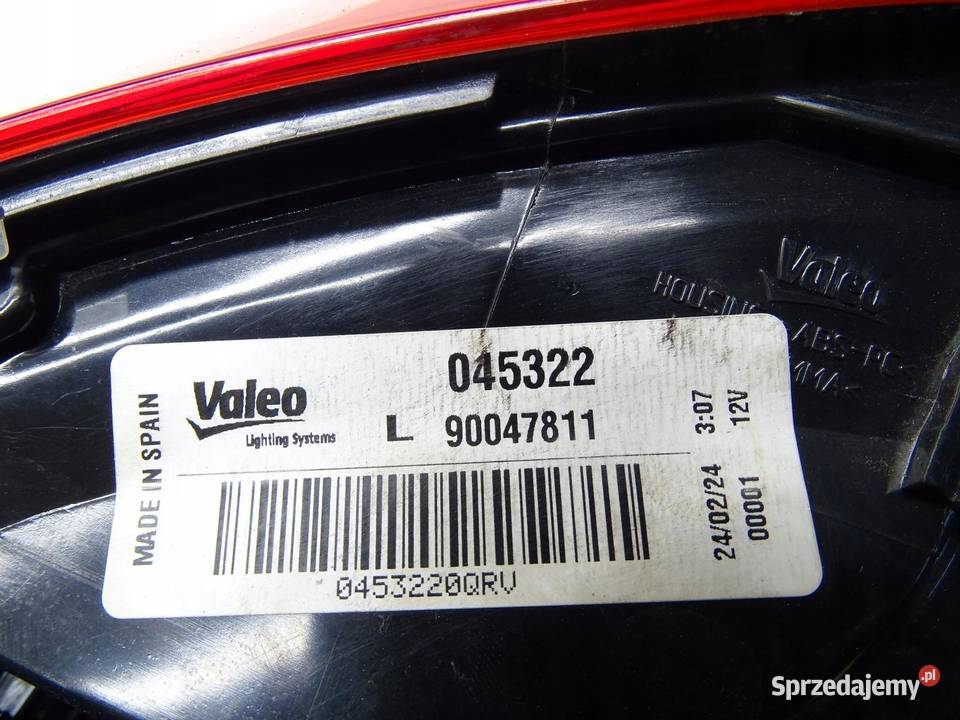 Valeo
HOUSING
ABS-PC<
MADE IN SPAIN
Valeo
Lighting Systems
045322
L 90047811
3:07 12V
24/02/24 00001
0453220QRV
Sprzedajemy.pl